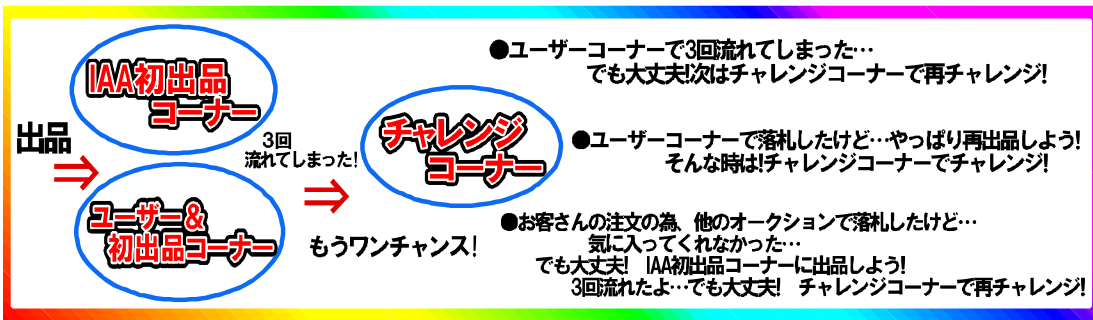 出品
IAA初出品
コーナー
ユーザー&
初出品コーナー
3回
流れてしまった!
もうワンチャンス!
チャレンジ
コーナー
●ユーザーコーナーで3回流れてしまった…
でも大丈夫!次はチャレンジコーナーで再チャレンジ!
●ユーザーコーナーで落札したけど…やっぱり再出品しよう!
そんな時は!チャレンジコーナーでチャレンジ!
●お客さんの注文の為、他のオークションで落札したけど…
気に入ってくれなかった…
でも大丈夫! IAA初出品コーナーに出品しよう!
3回流れたよ…でも大丈夫! チャレンジコーナーで再チャレンジ!